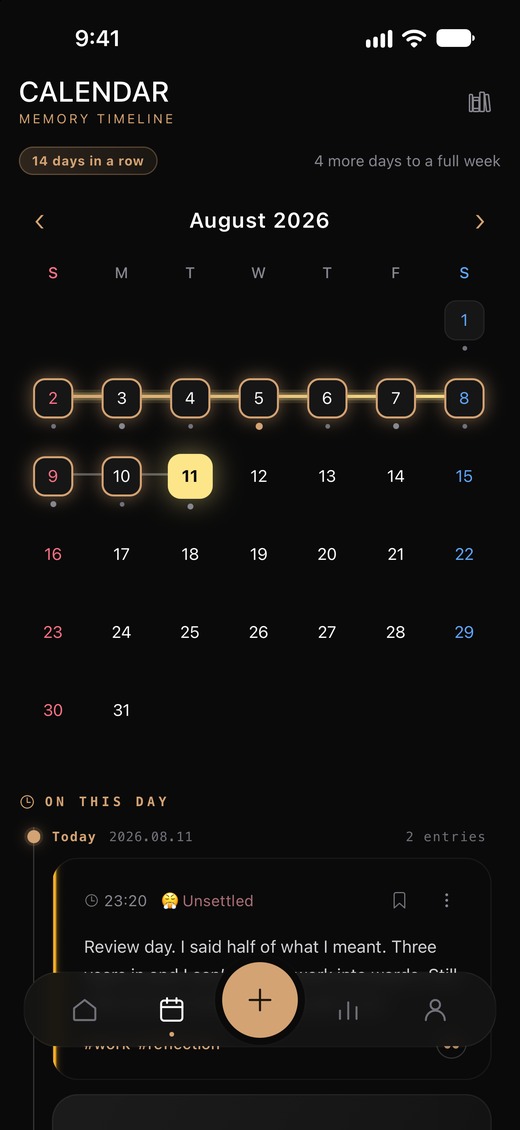 9:41
CALENDAR
MEMORY TIMELINE
14 days in a row
4 more days to a full week
August 2026
S M T W T F S
1
2 3 4 5 6 7 8
9 10 11 12 13 14 15
16 17 18 19 20 21 22
23 24 25 26 27 28 29
30 31
ON THIS DAY
Today 2026.08.11 2 entries
23:20 😤 Unsettled
Review day. I said half of what I meant. Three
years in and I work into words. Still
#work #reflection